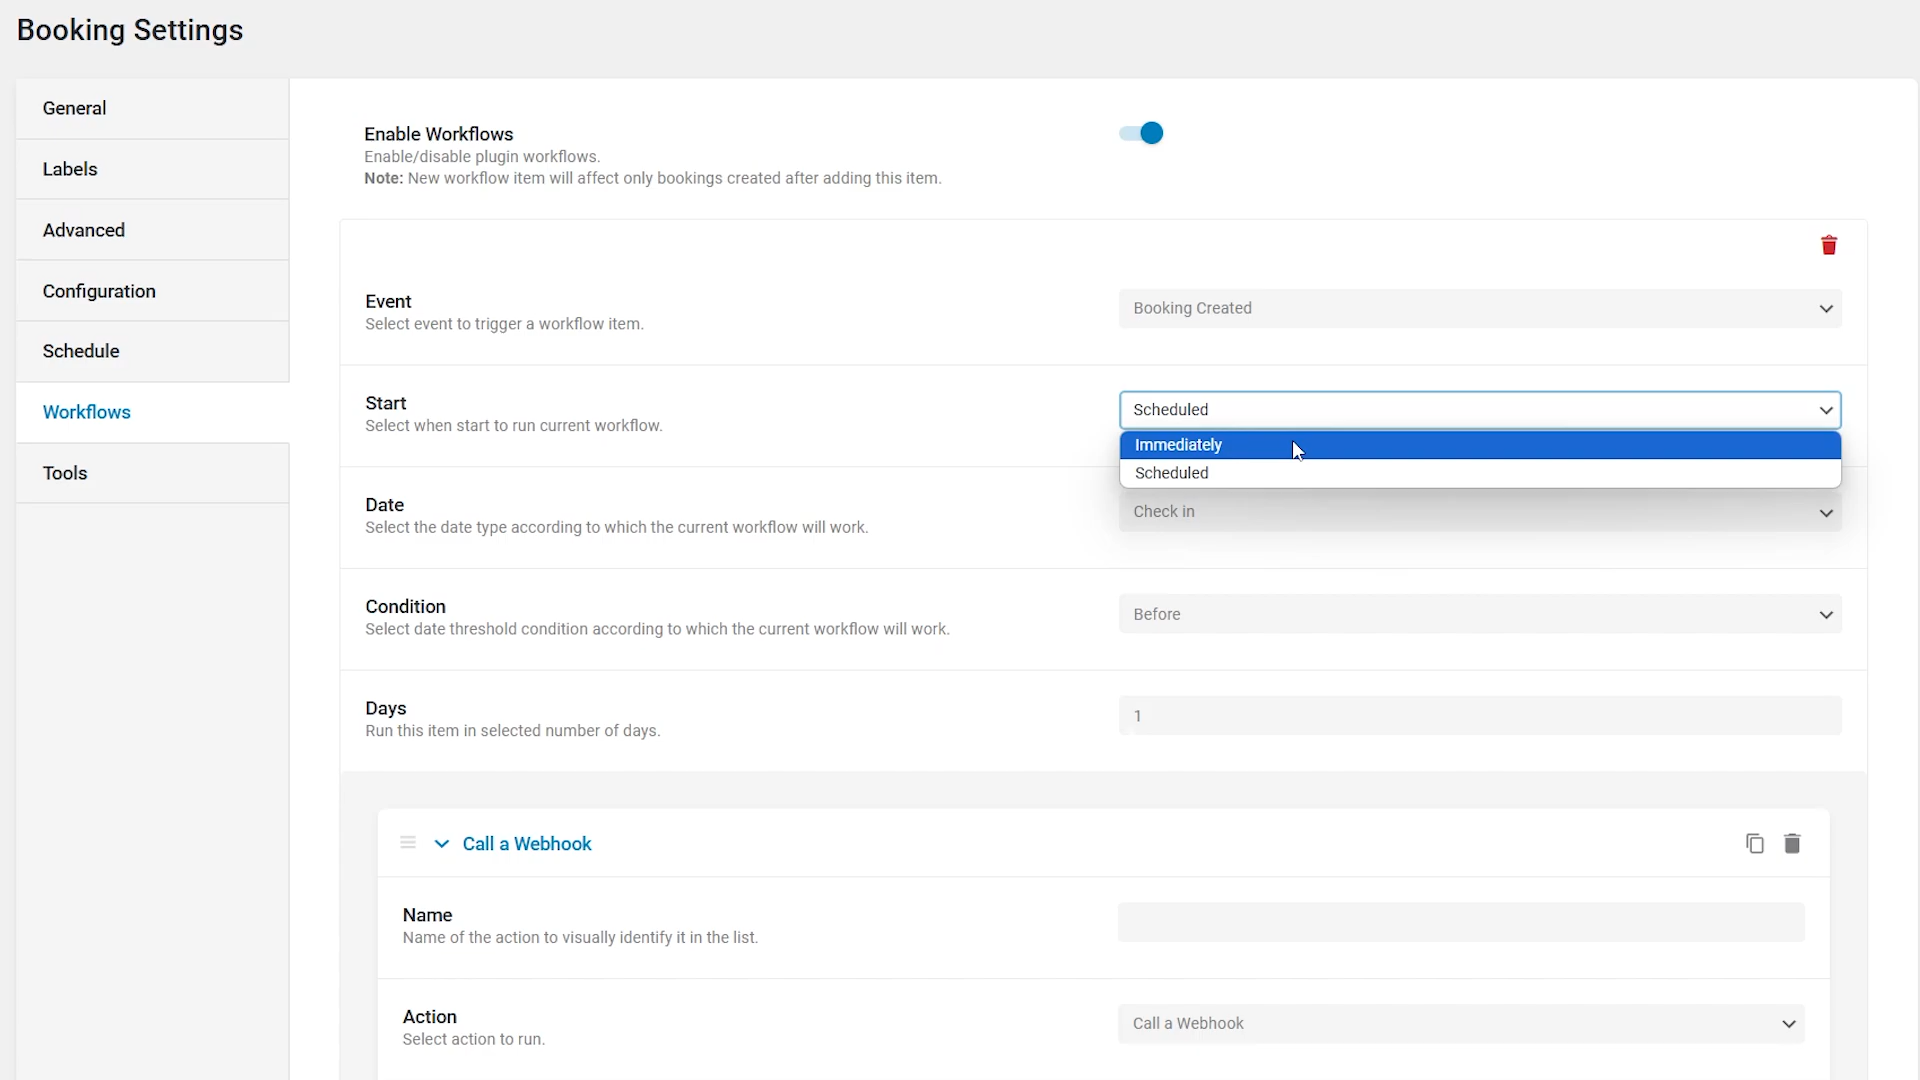 Booking Settings
General
Labels
Advanced
Configuration
Schedule
Workflows
Tools
Enable Workflows
Enable/disable plugin workflows.
Note: New workflow item will affect only bookings created after adding this item.
Event
Select event to trigger a workflow item.
Booking Created
Start
Select when start to run current workflow.
Scheduled
Immediately
Scheduled
Date
Select the date type according to which the current workflow will work.
Check in
Condition
Select date threshold condition according to which the current workflow will work.
Before
Days
Run this item in selected number of days.
1
Call a Webhook
Name
Name of the action to visually identify it in the list.
Action
Select action to run.
Call a Webhook